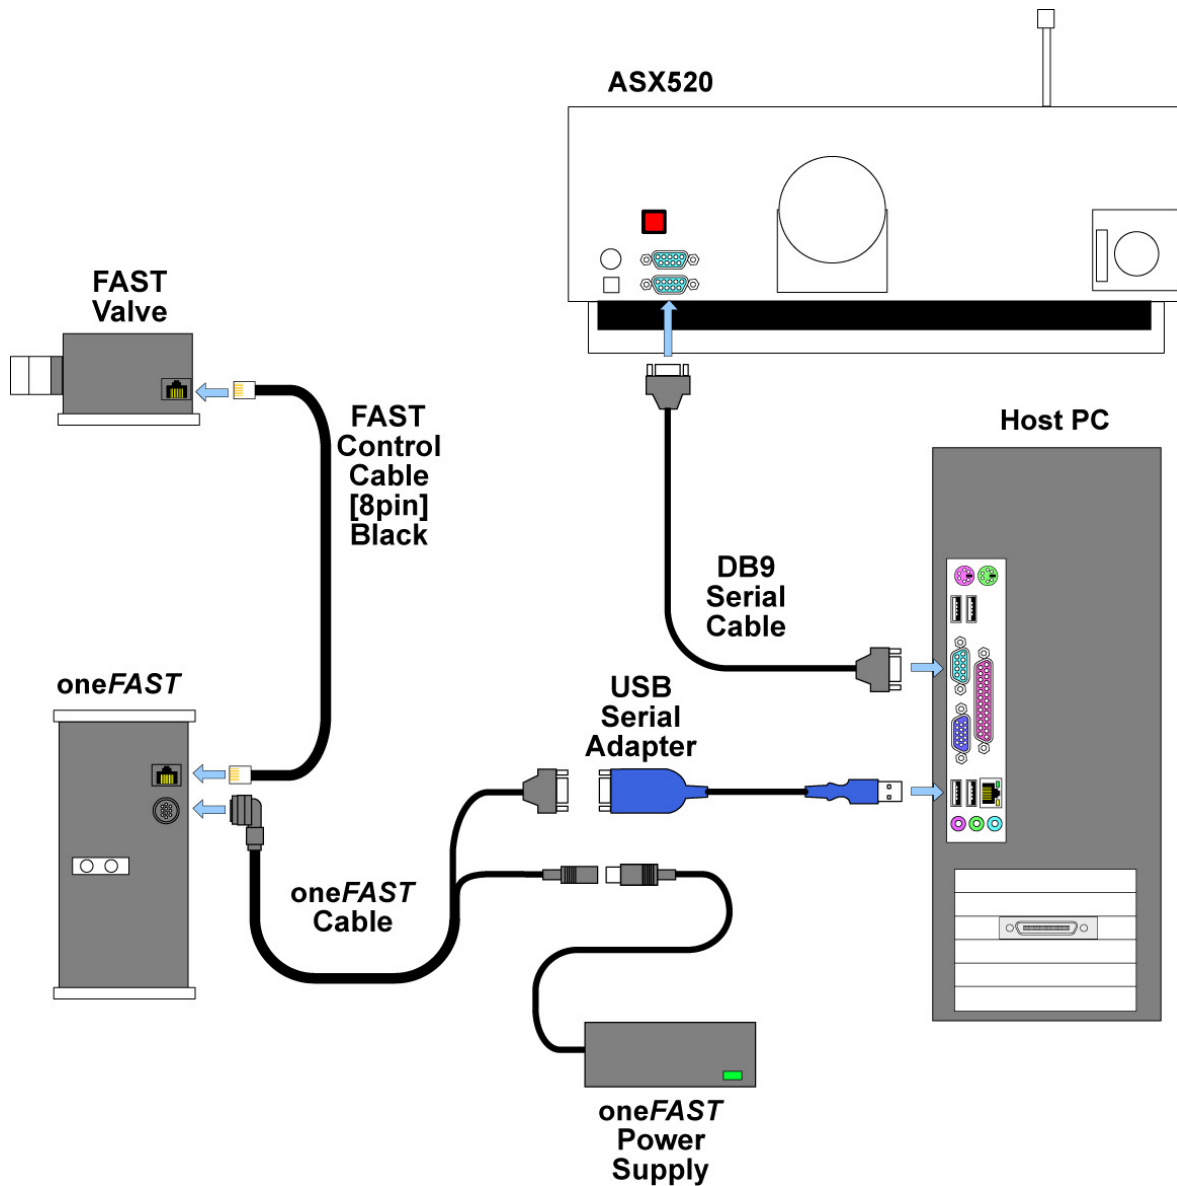 ASX520
FAST
Valve
FAST
Control
Cable
[8pin]
Black
Host PC
DB9
Serial
Cable
oneFAST
USB
Serial
Adapter
oneFAST
Cable
oneFAST
Power
Supply